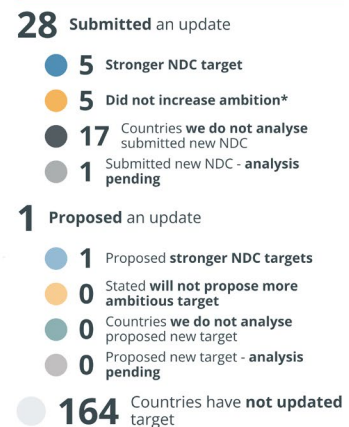 28 Submitted an update
5 Stronger NDC target
5 Did not increase ambition*
17 Countries we do not analyse
submitted new NDC
1 Submitted new NDC - analysis
pending
1 Proposed an update
1 Proposed stronger NDC targets
0 Stated will not propose more
ambitious target
0 Countries we do not analyse
proposed new target
0 Proposed new target - analysis
pending
164 Countries have not updated
target